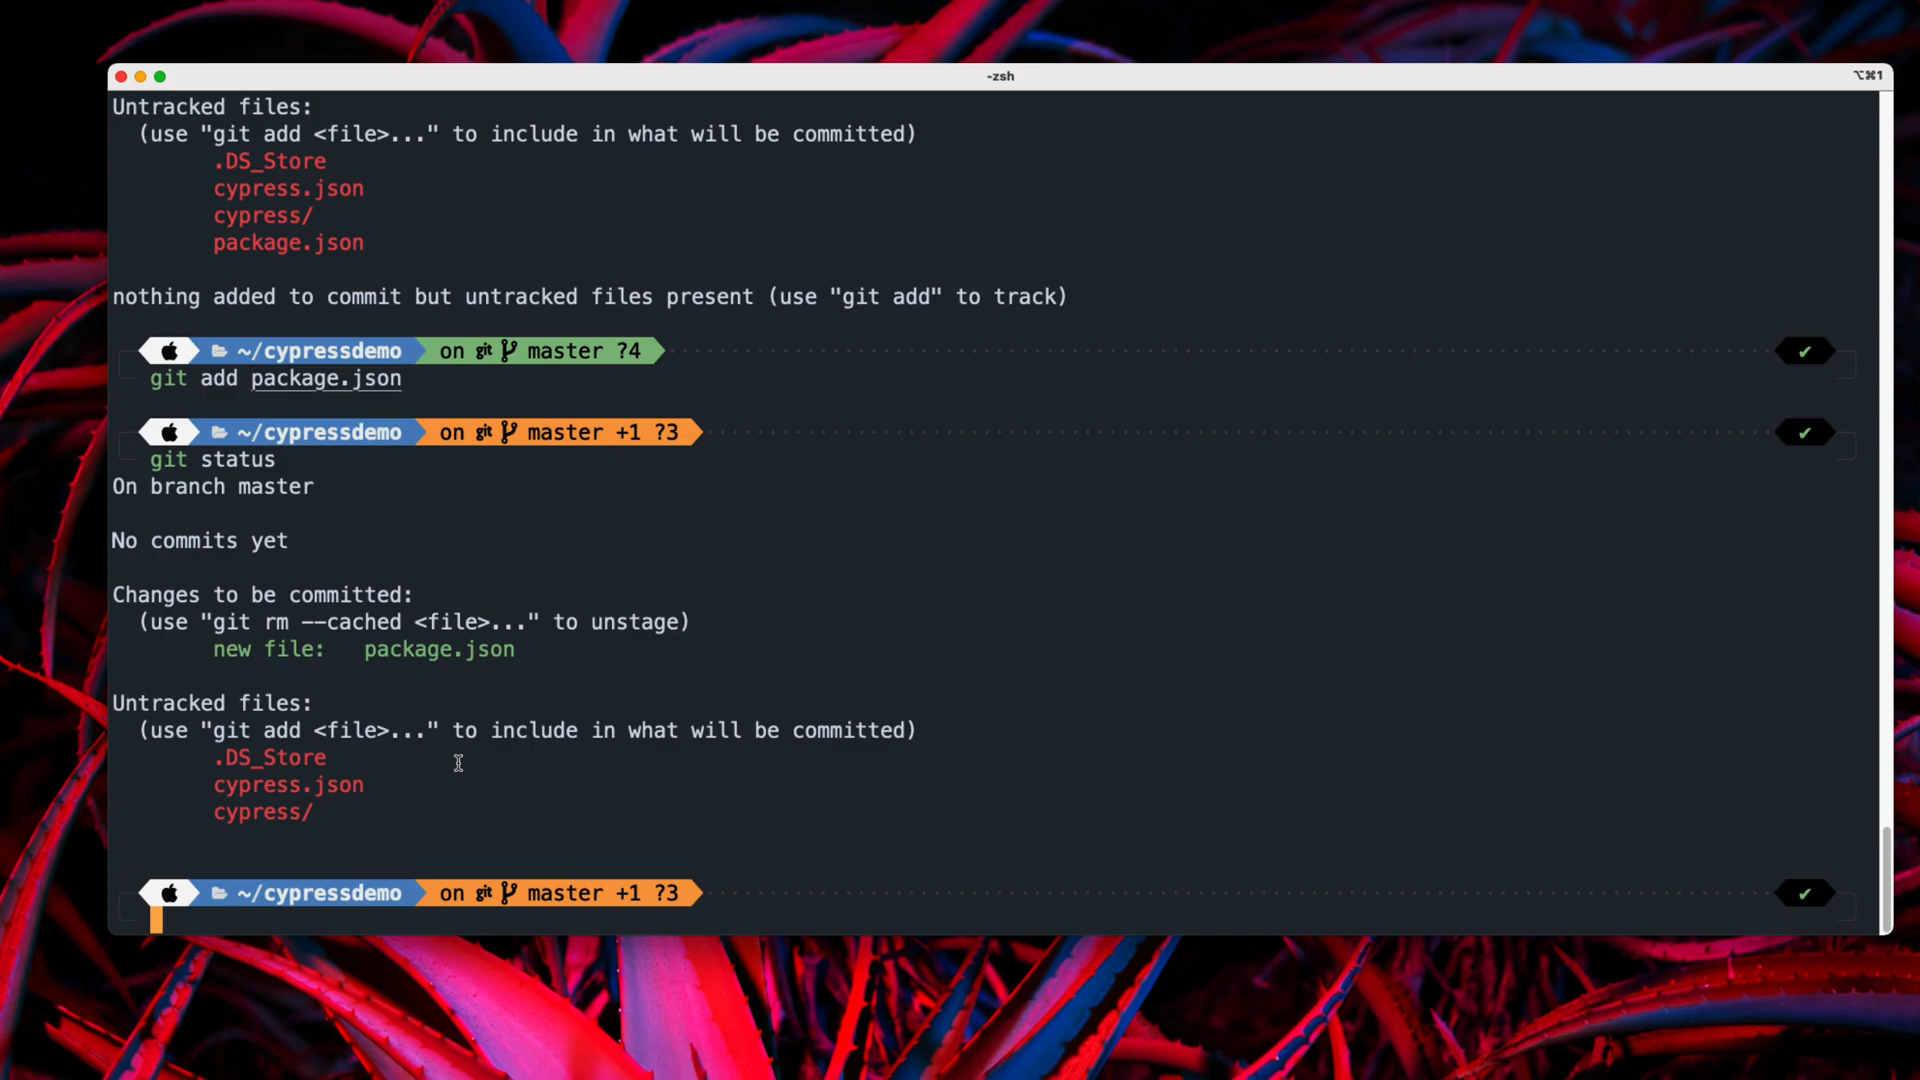 -zsh
⌥⌘1
Untracked files:
(use "git add <file>..." to include in what will be committed)
.DS_Store
cypress.json
cypress/
package.json
nothing added to commit but untracked files present (use "git add" to track)
~/cypressdemo on git master ?4 ✔
git add package.json
~/cypressdemo on git master +1 ?3 ✔
git status
On branch master
No commits yet
Changes to be committed:
(use "git rm --cached <file>..." to unstage)
new file: package.json
Untracked files:
(use "git add <file>..." to include in what will be committed)
.DS_Store
cypress.json
cypress/
~/cypressdemo on git master +1 ?3 ✔